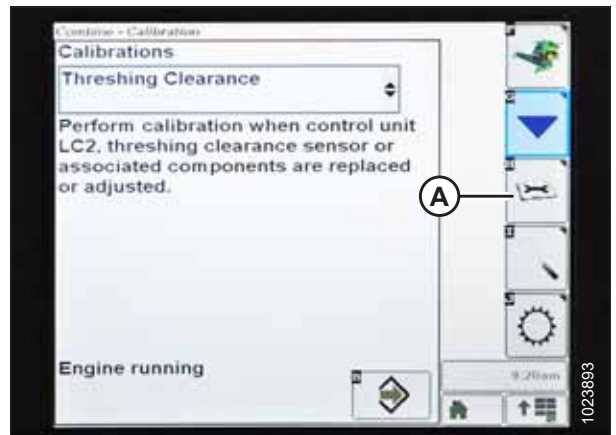 Combine - Calibration
Calibrations
Threshing Clearance
Perform calibration when control unit
LC2, threshing clearance sensor or
associated components are replaced
or adjusted.
A
Engine running
9:20am
1023893